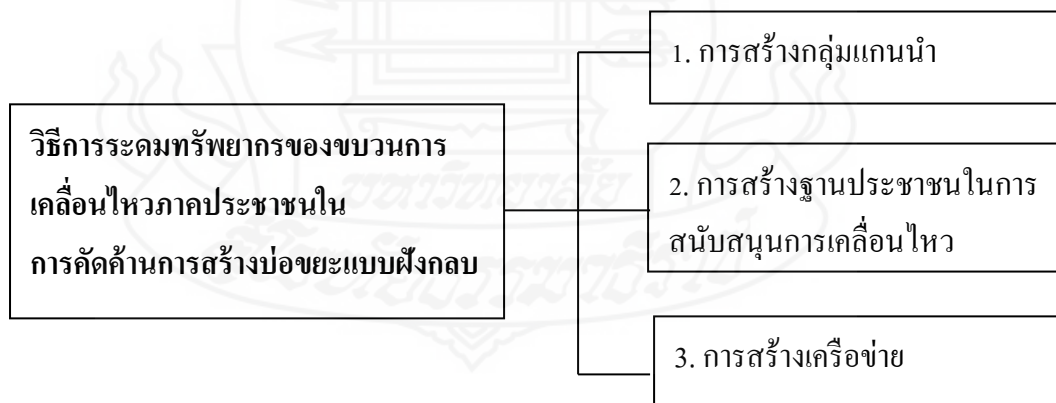 1. การสร้างกลุ่มแกนนำ
วิธีการระดมทรัพยากรของขบวนการ
เคลื่อนไหวภาคประชาชนใน
การคัดค้านการสร้างบ่อขยะแบบฝังกลบ
2. การสร้างฐานประชาชนในการ
สนับสนุนการเคลื่อนไหว
3. การสร้างเครือข่าย